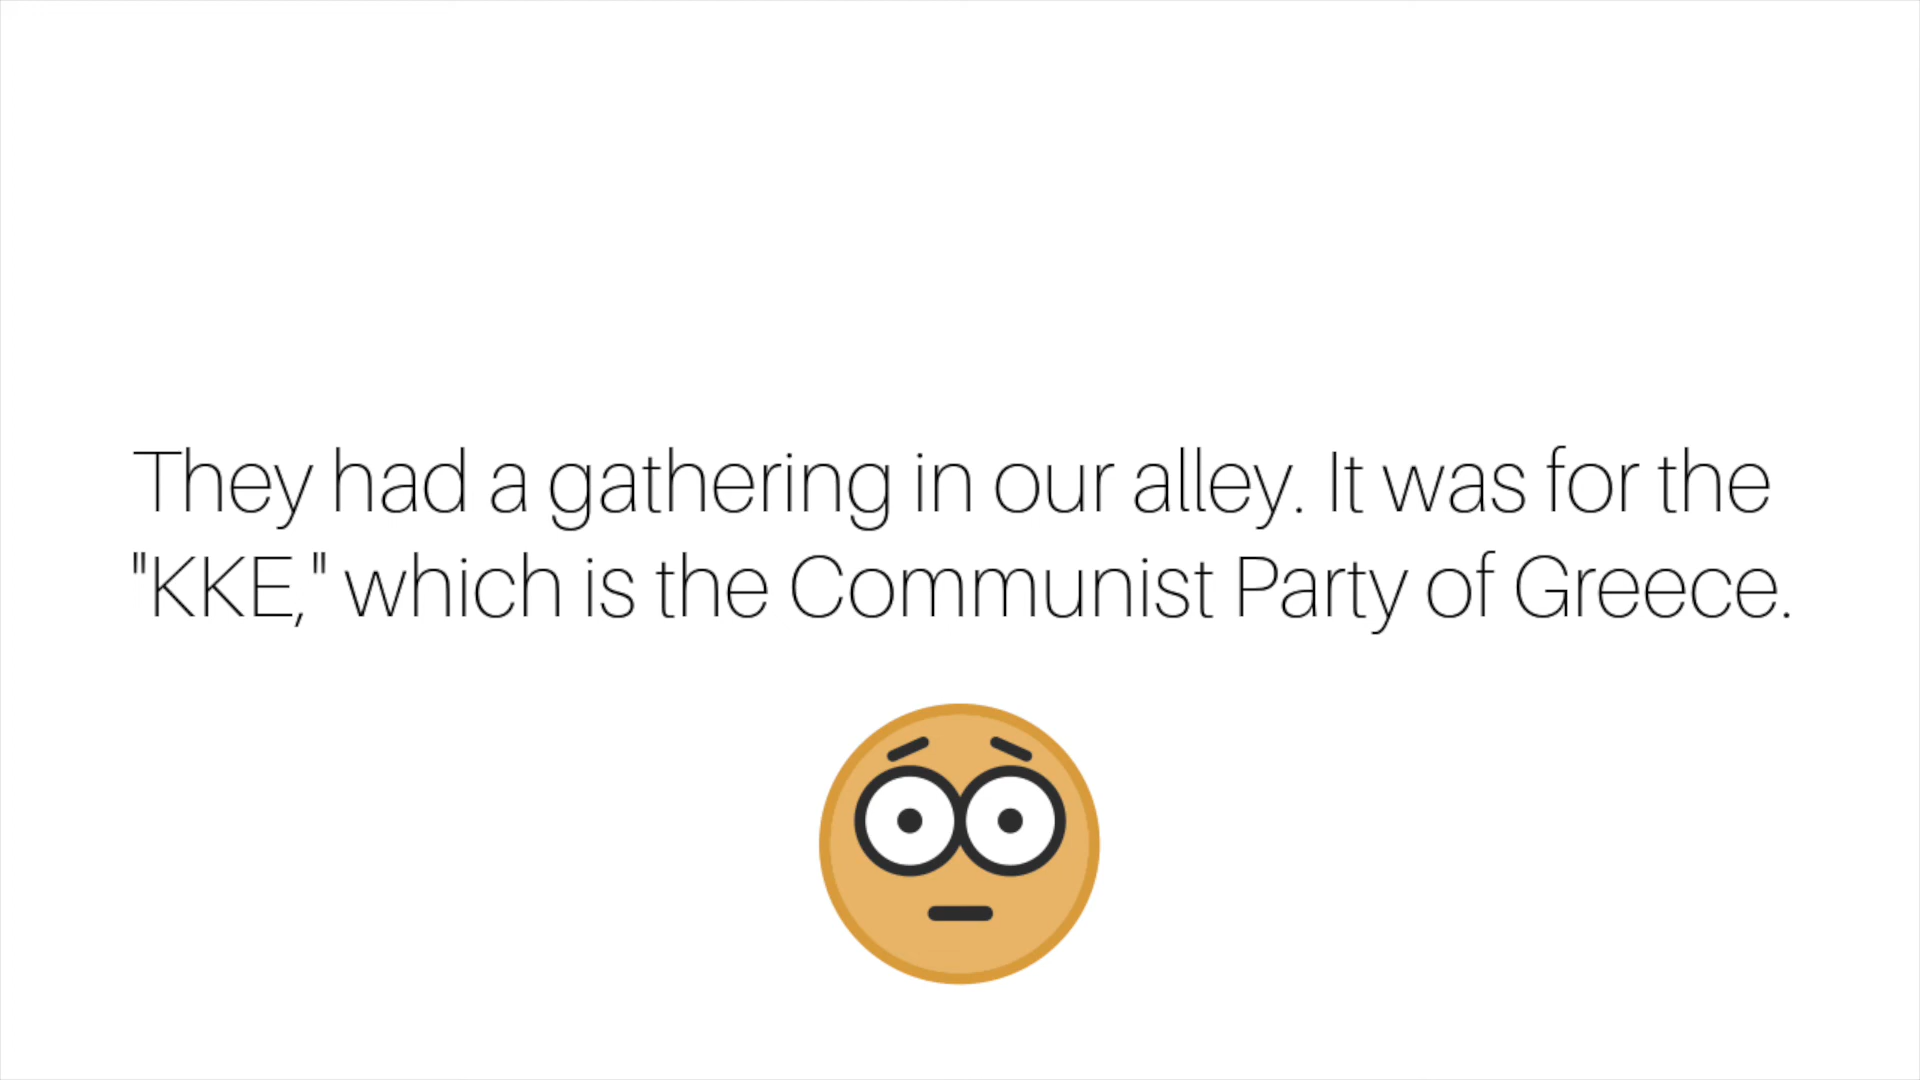 They had a gathering in our alley. It was for the
"KKE," which is the Communist Party of Greece.